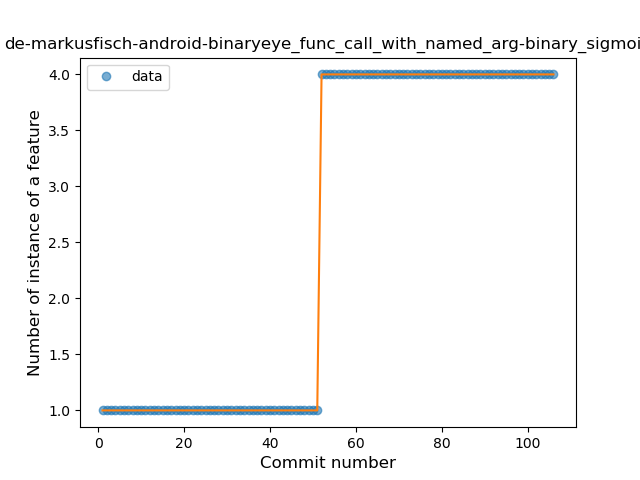 de-markusfisch-android-binaryeye_func_call_with_named_arg-binary_sigmoi
data
Number of instance of a feature
4.0
3.5
3.0
2.5
2.0
1.5
1.0
0 20 40 60 80 100
Commit number